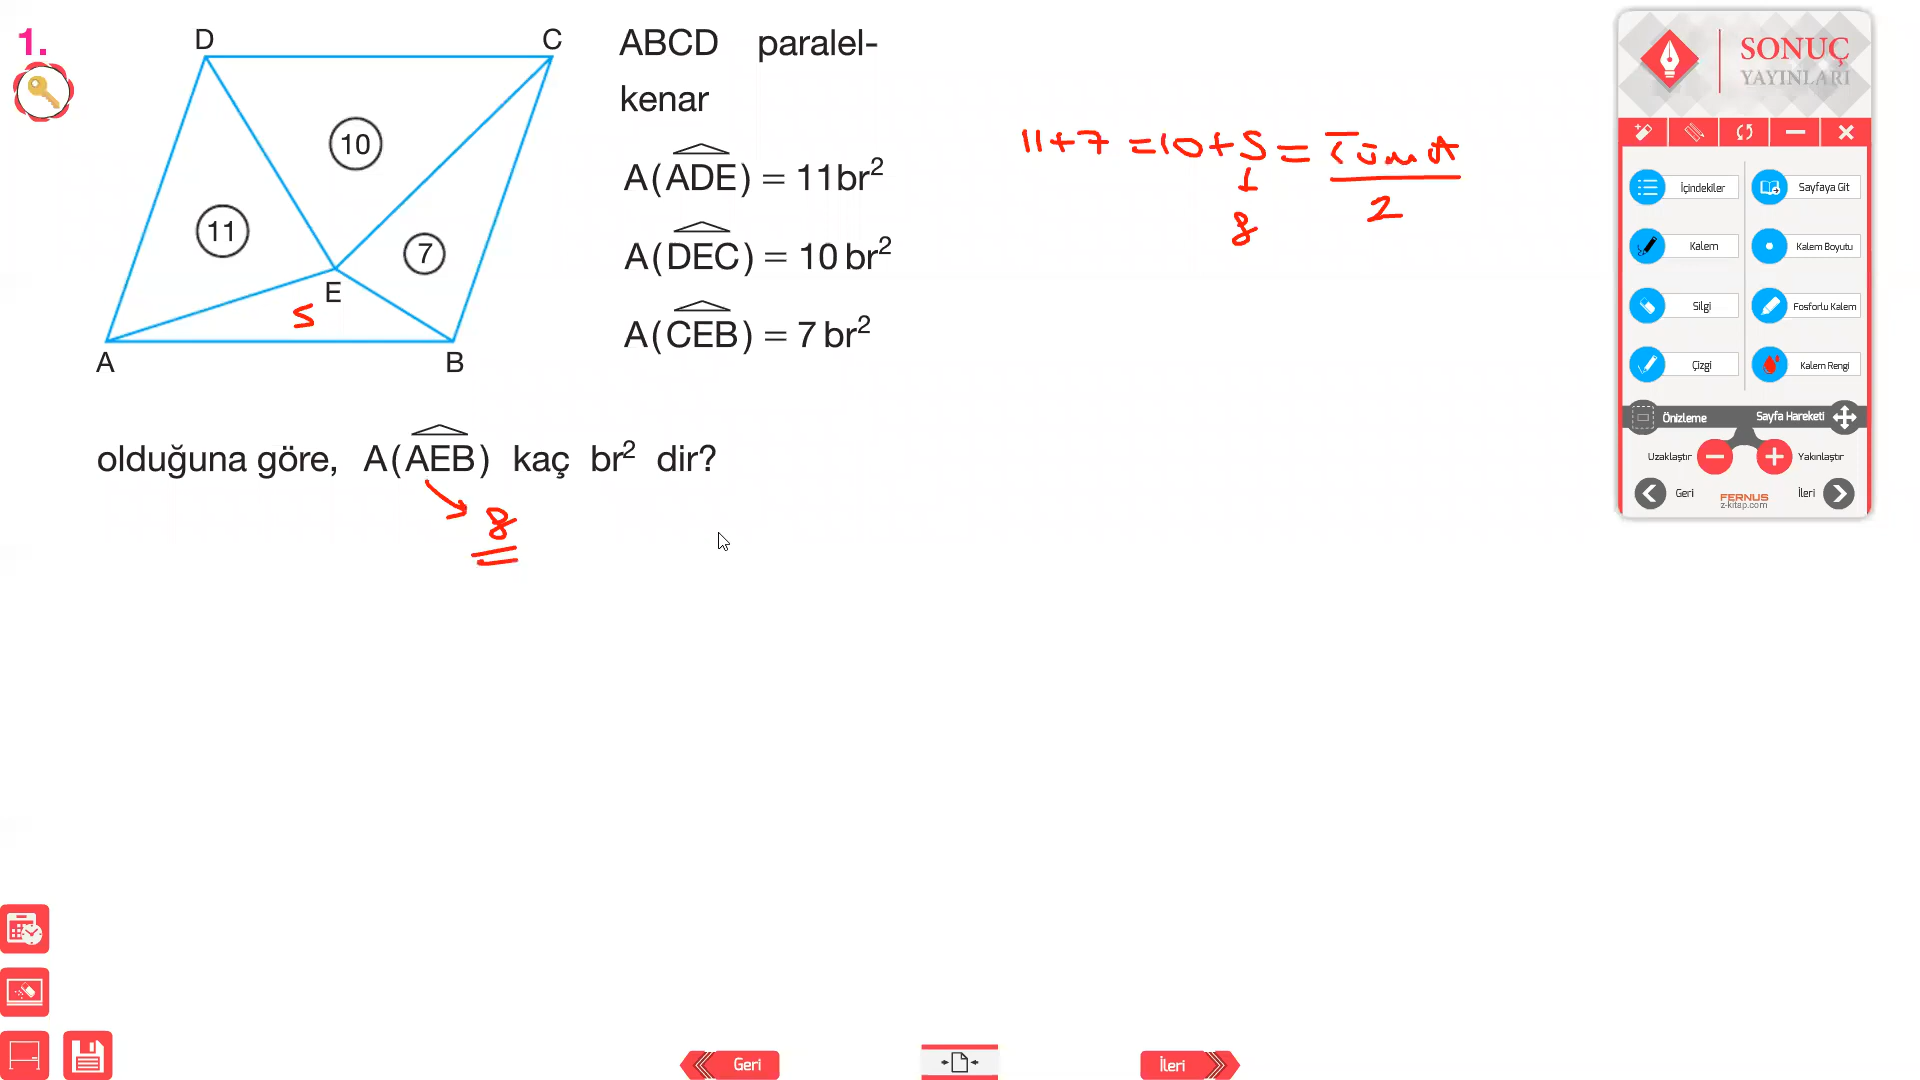 1.
D
C
10
11
7
E
S
A
B
ABCD paralel-
kenar
A(ADE) = 11br²
A(DEC) = 10 br²
A(CEB) = 7 br²
11+7 = 10+S = Tüm A / 2
8
olduğuna göre, A(AEB) kaç br² dir?
8
SONUÇ
YAYINLARI
İçindekiler
Sayfaya Git
Kalem
Kalem Boyutu
Silgi
Fosforlu Kalem
Çizgi
Kalem Rengi
Önizleme
Sayfa Hareketi
Uzaklaştır
Yakınlaştır
Geri
FERNUS
z-kitap.com
İleri
Geri
İleri